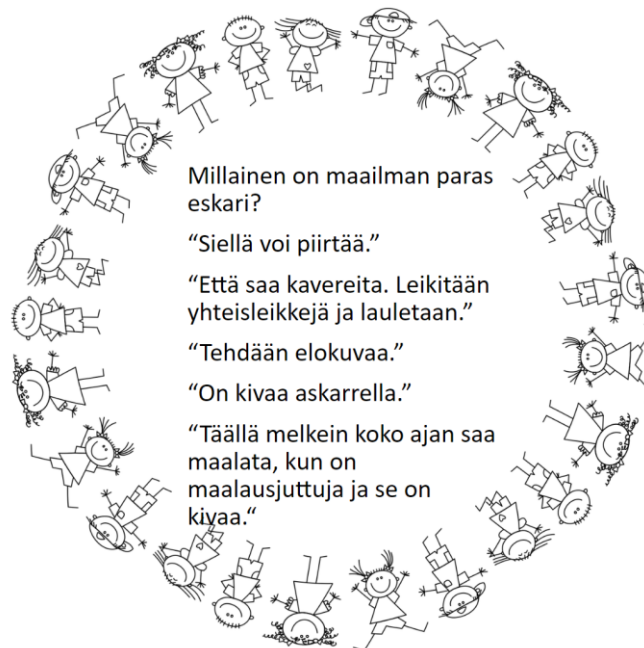 Millainen on maailman paras
eskari?
“Siellä voi piirtää.”
“Että saa kavereita. Leikitään
yhteisleikkejä ja lauletaan.”
“Tehdään elokuvaa.”
“On kivaa askarrella.”
“Täällä melkein koko ajan saa
maalata, kun on
maalausjuttuja ja se on
kivaa.“